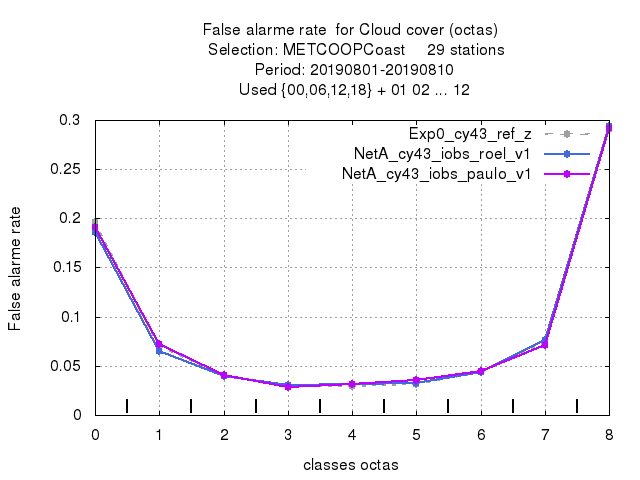 False alarme rate  for Cloud cover (octas)
Selection: METCOOPCoast     29 stations
Period: 20190801-20190810
Used {00,06,12,18} + 01 02 ... 12
Exp0_cy43_ref_z
NetA_cy43_iobs_roel_v1
NetA_cy43_iobs_paulo_v1
False alarme rate
0.3
0.25
0.2
0.15
0.1
0.05
0
0 1 2 3 4 5 6 7 8
classes octas